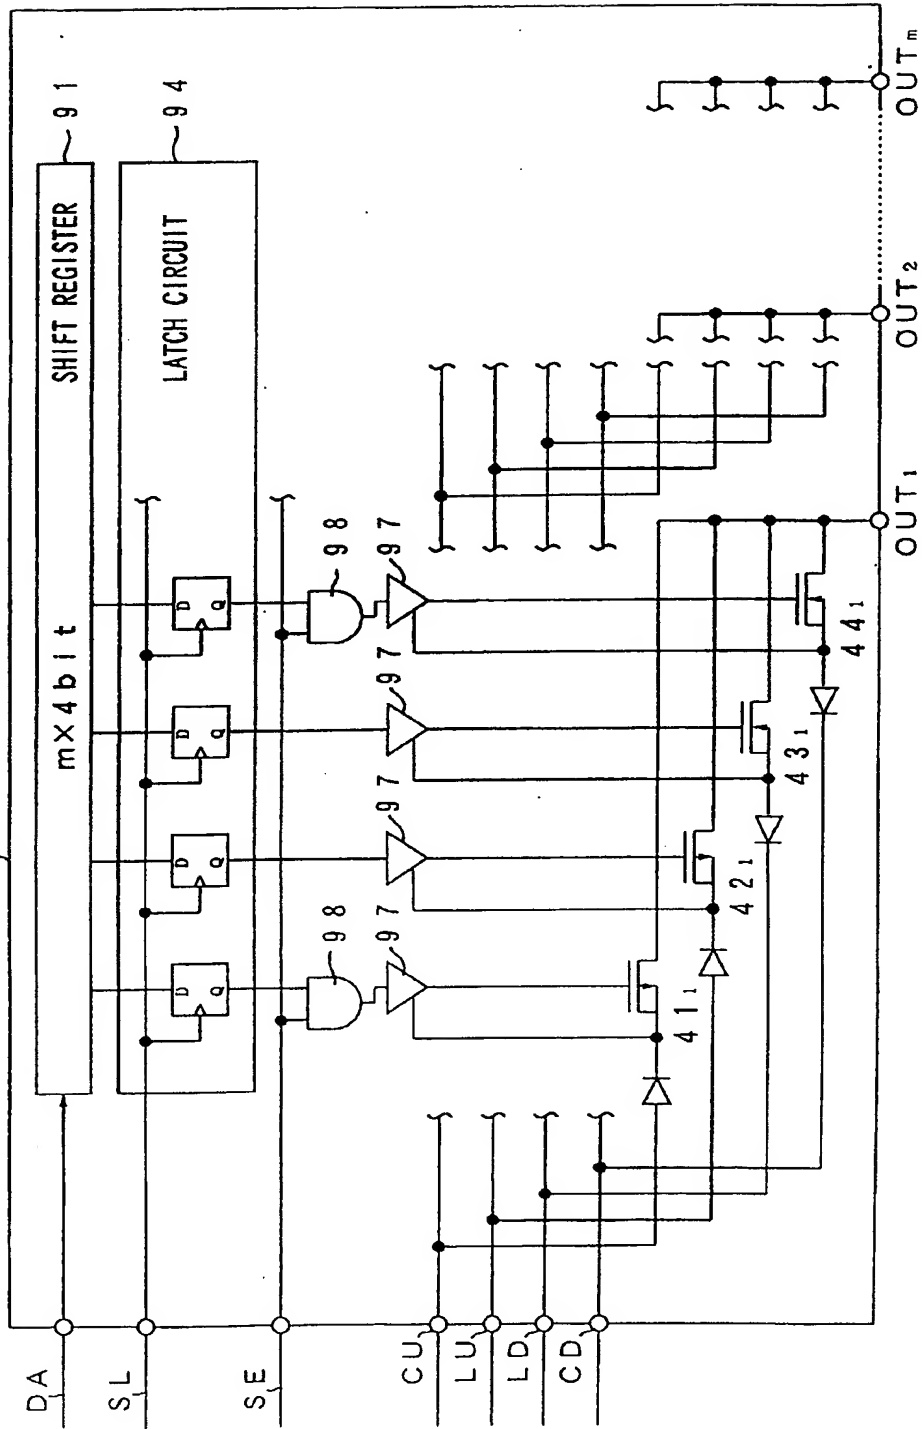 DA
SL
SE
CU
LU
LD
CD
m×4bit SHIFT REGISTER
91
LATCH CIRCUIT
94
D Q
D Q
D Q
D Q
98
98
97
97
97
97
41₁
42₁
43₁
44₁
OUT₁
OUT₂
OUTₘ